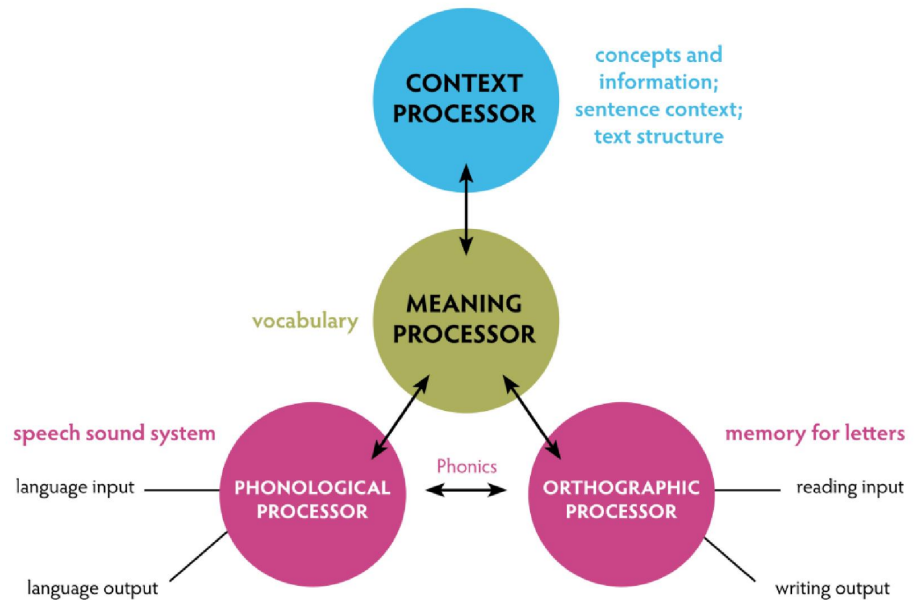 CONTEXT
PROCESSOR
concepts and
information;
sentence context;
text structure
vocabulary
MEANING
PROCESSOR
speech sound system
language input
language output
PHONOLOGICAL
PROCESSOR
Phonics
ORTHOGRAPHIC
PROCESSOR
memory for letters
reading input
writing output